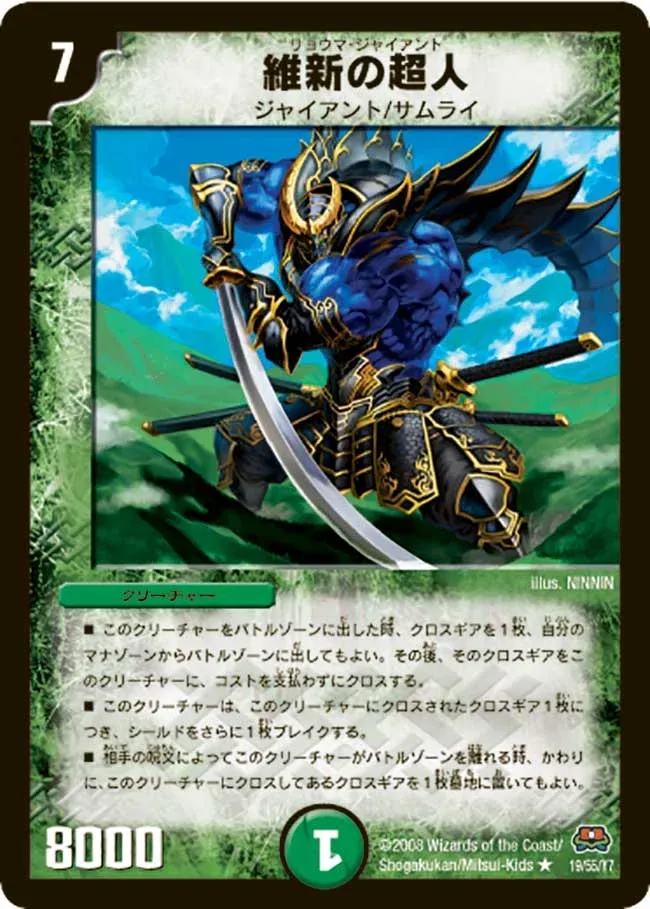 7
リョウマ・ジャイアント
維新の超人
ジャイアント/サムライ
illus. NINNIN
クリーチャー
■ このクリーチャーをバトルゾーンに出した時、クロスギアを1枚、自分の
マナゾーンからバトルゾーンに出してもよい。その後、そのクロスギアをこ
のクリーチャーに、コストを支払わずにクロスする。
■ このクリーチャーは、このクリーチャーにクロスされたクロスギア1枚に
つき、シールドをさらに1枚ブレイクする。
■ 相手の呪文によってこのクリーチャーがバトルゾーンを離れる時、かわり
に、このクリーチャーにクロスしてあるクロスギアを1枚墓地に置いてもよい。
8000
1
©2008 Wizards of the Coast/
Shogakukan/Mitsui-Kids ★
19/55/Y7